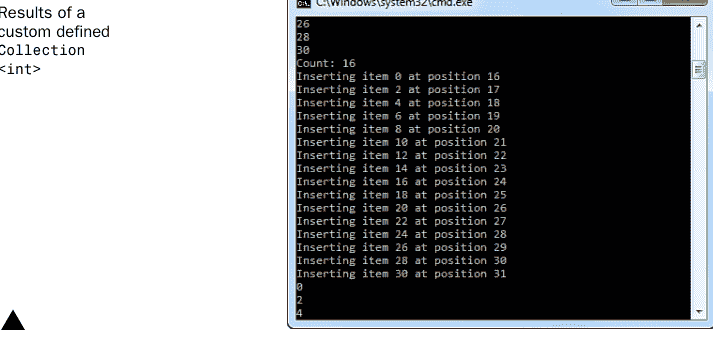 Results of a
custom defined
Collection
<int>
C:\Windows\system32\cmd.exe
26
28
30
Count: 16
Inserting item 0 at position 16
Inserting item 2 at position 17
Inserting item 4 at position 18
Inserting item 6 at position 19
Inserting item 8 at position 20
Inserting item 10 at position 21
Inserting item 12 at position 22
Inserting item 14 at position 23
Inserting item 16 at position 24
Inserting item 18 at position 25
Inserting item 20 at position 26
Inserting item 22 at position 27
Inserting item 24 at position 28
Inserting item 26 at position 29
Inserting item 28 at position 30
Inserting item 30 at position 31
0
2
4